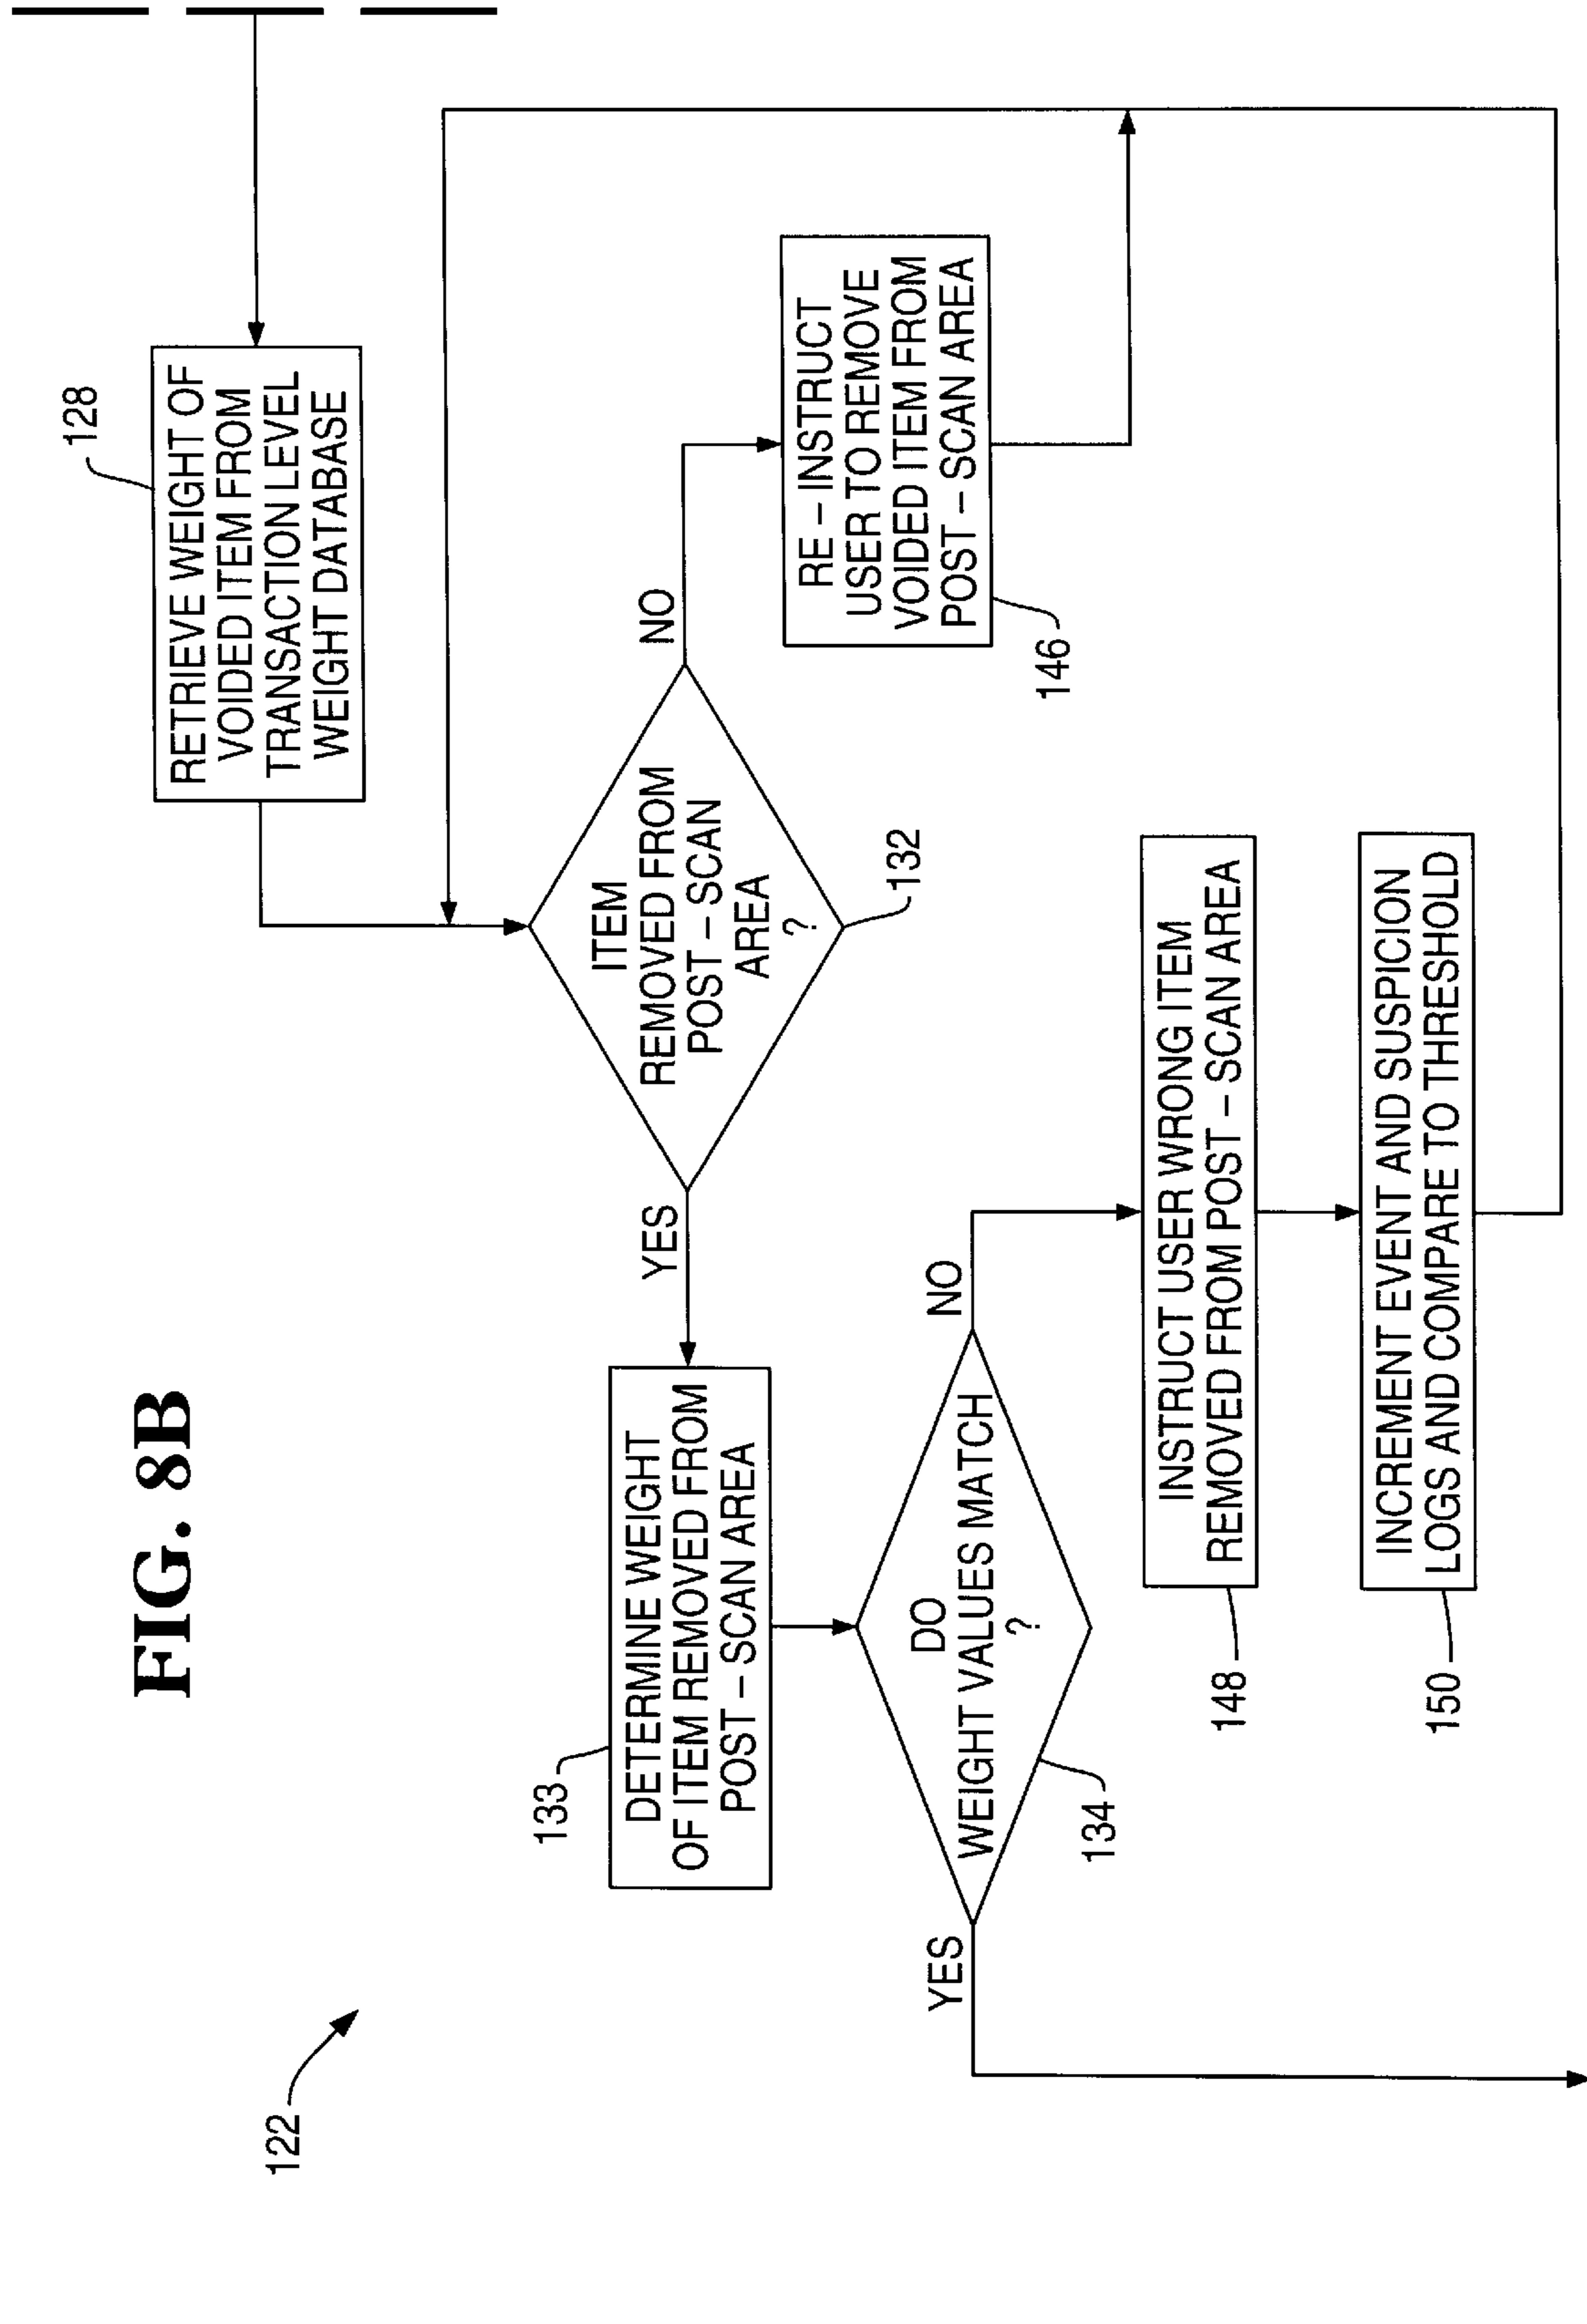 FIG. 8B
122
128
RETRIEVE WEIGHT OF
VOIDED ITEM FROM
TRANSACTION LEVEL
WEIGHT DATABASE
ITEM
REMOVED FROM
POST – SCAN
AREA
?
132
YES
NO
133
DETERMINE WEIGHT
OF ITEM REMOVED FROM
POST – SCAN AREA
RE – INSTRUCT
USER TO REMOVE
VOIDED ITEM FROM
POST – SCAN AREA
146
DO
WEIGHT VALUES MATCH
?
134
YES
NO
INSTRUCT USER WRONG ITEM
REMOVED FROM POST – SCAN AREA
148
INCREMENT EVENT AND SUSPICION
LOGS AND COMPARE TO THRESHOLD
150